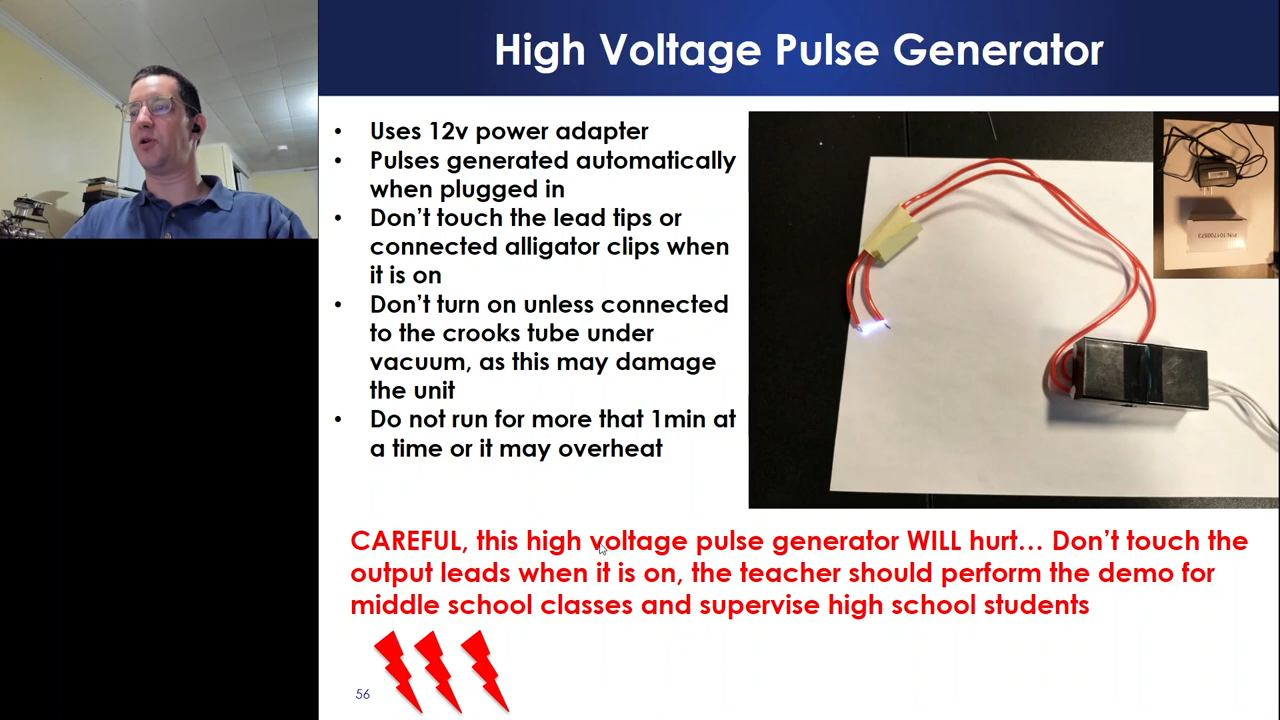 High Voltage Pulse Generator
• Uses 12v power adapter
• Pulses generated automatically
when plugged in
• Don’t touch the lead tips or
connected alligator clips when
it is on
• Don’t turn on unless connected
to the crooks tube under
vacuum, as this may damage
the unit
• Do not run for more that 1min at
a time or it may overheat
CAREFUL, this high voltage pulse generator WILL hurt… Don’t touch the
output leads when it is on, the teacher should perform the demo for
middle school classes and supervise high school students
56